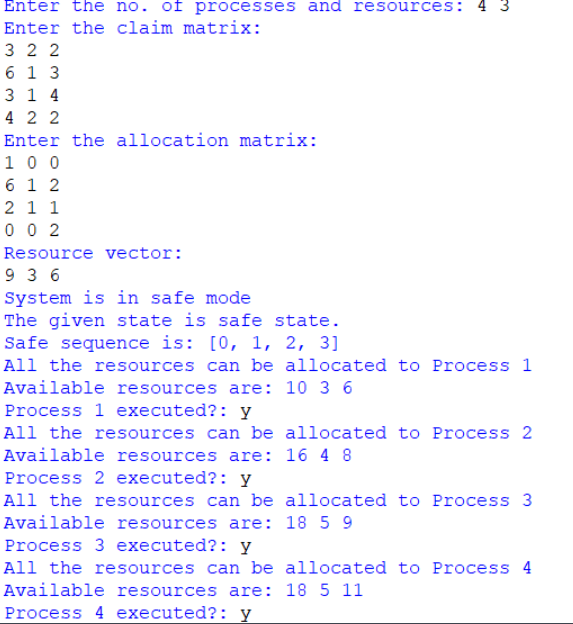 Enter the no. of processes and resources: 4 3
Enter the claim matrix:
3 2 2
6 1 3
3 1 4
4 2 2
Enter the allocation matrix:
1 0 0
6 1 2
2 1 1
0 0 2
Resource vector:
9 3 6
System is in safe mode
The given state is safe state.
Safe sequence is: [0, 1, 2, 3]
All the resources can be allocated to Process 1
Available resources are: 10 3 6
Process 1 executed?: y
All the resources can be allocated to Process 2
Available resources are: 16 4 8
Process 2 executed?: y
All the resources can be allocated to Process 3
Available resources are: 18 5 9
Process 3 executed?: y
All the resources can be allocated to Process 4
Available resources are: 18 5 11
Process 4 executed?: y